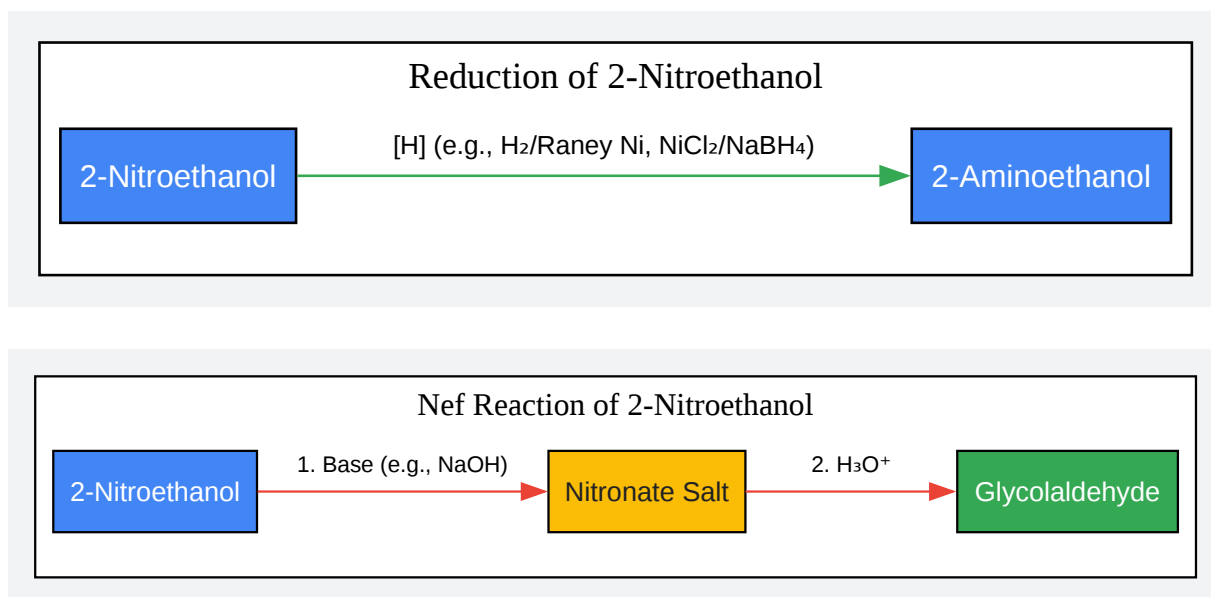 Reduction of 2-Nitroethanol
[H] (e.g., H₂/Raney Ni, NiCl₂/NaBH₄)
2-Nitroethanol
2-Aminoethanol
Nef Reaction of 2-Nitroethanol
1. Base (e.g., NaOH)
2. H₃O⁺
2-Nitroethanol
Nitronate Salt
Glycolaldehyde